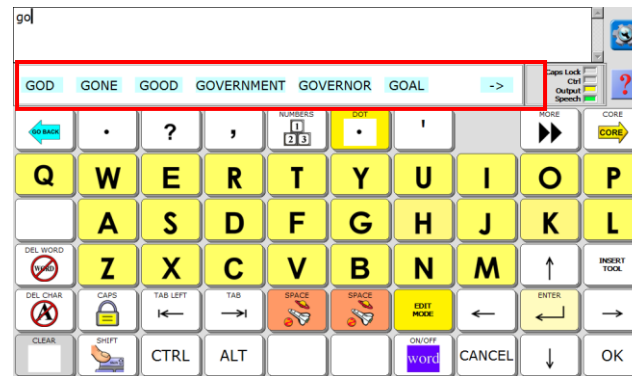 go
GOD GONE GOOD GOVERNMENT GOVERNOR GOAL ->
Caps Lock
Ctrl
Output
Speech
?
GO BACK . ? , NUMBERS 1 2 3 DOT . ' MORE CORE CORE
Q W E R T Y U I O P
A S D F G H J K L
DEL WORD WORD Z X C V B N M ↑ INSERT TOOL
DEL CHAR A CAPS TAB LEFT TAB SPACE SPACE EDIT MODE ← ENTER →
CLEAR SHIFT CTRL ALT ON/OFF word CANCEL ↓ OK